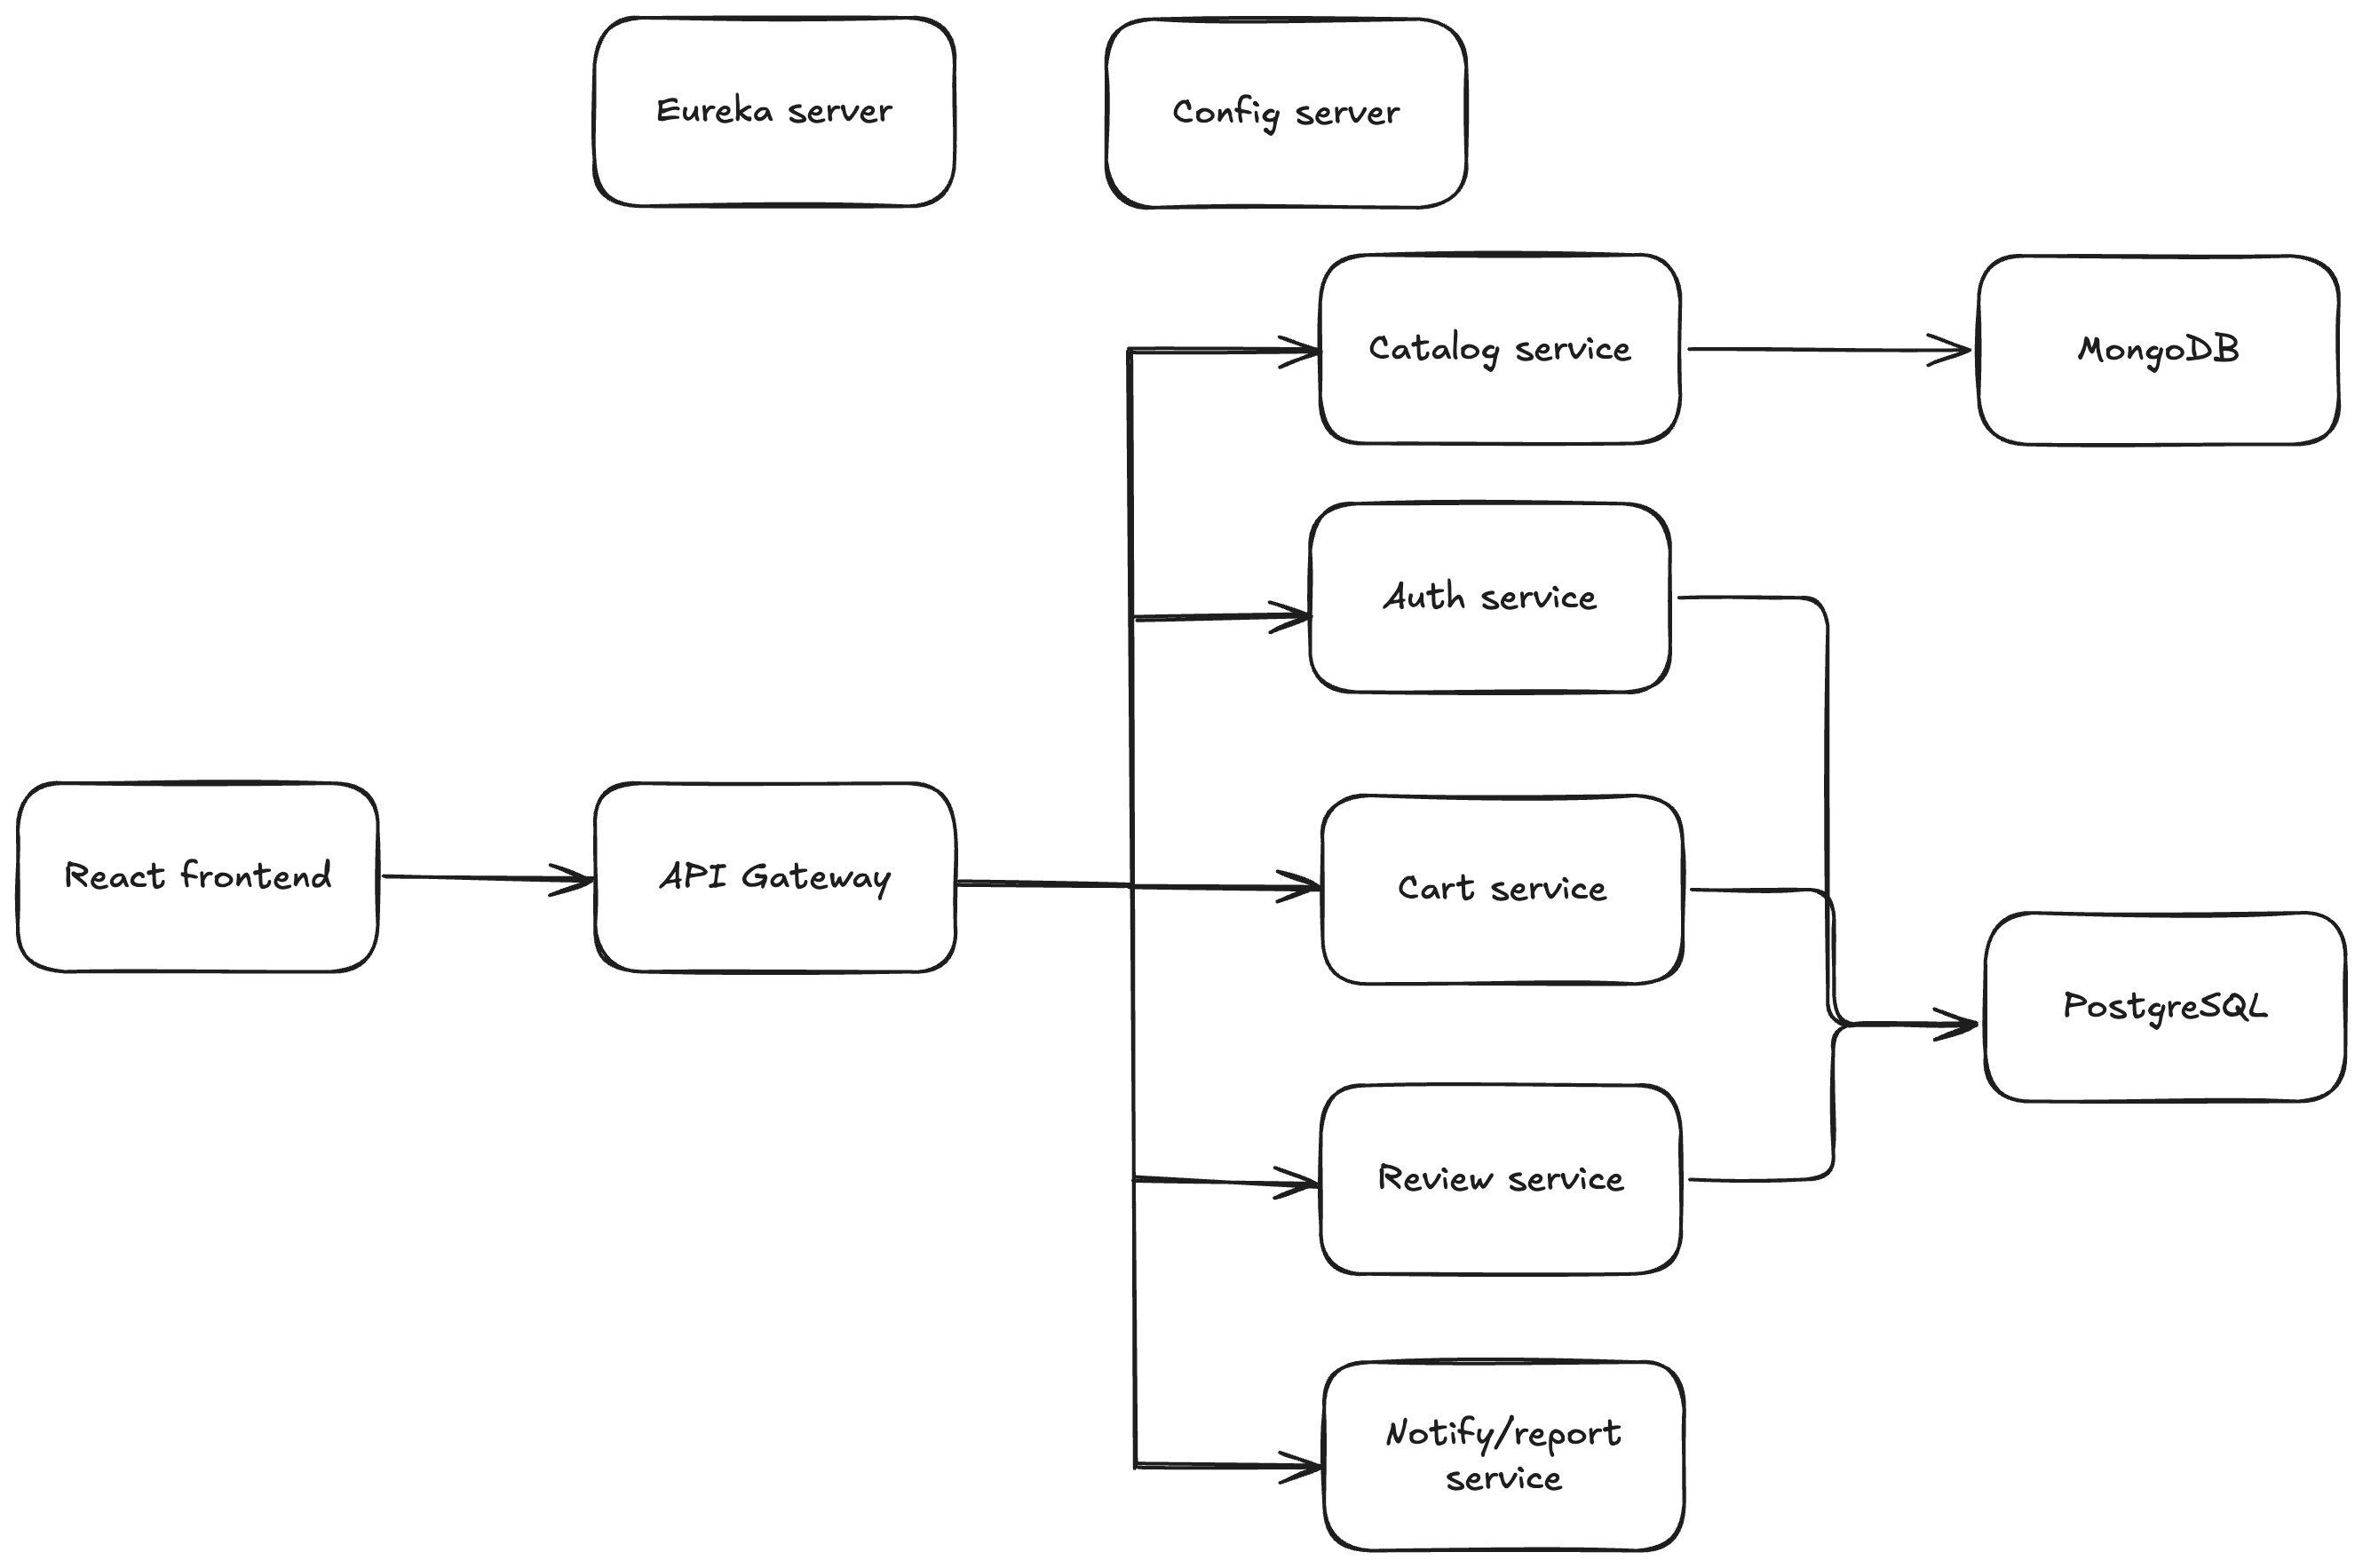 Eureka server
Config server
Catalog service
MongoDB
Auth service
React frontend
API Gateway
Cart service
PostgreSQL
Review service
Notify/report
service